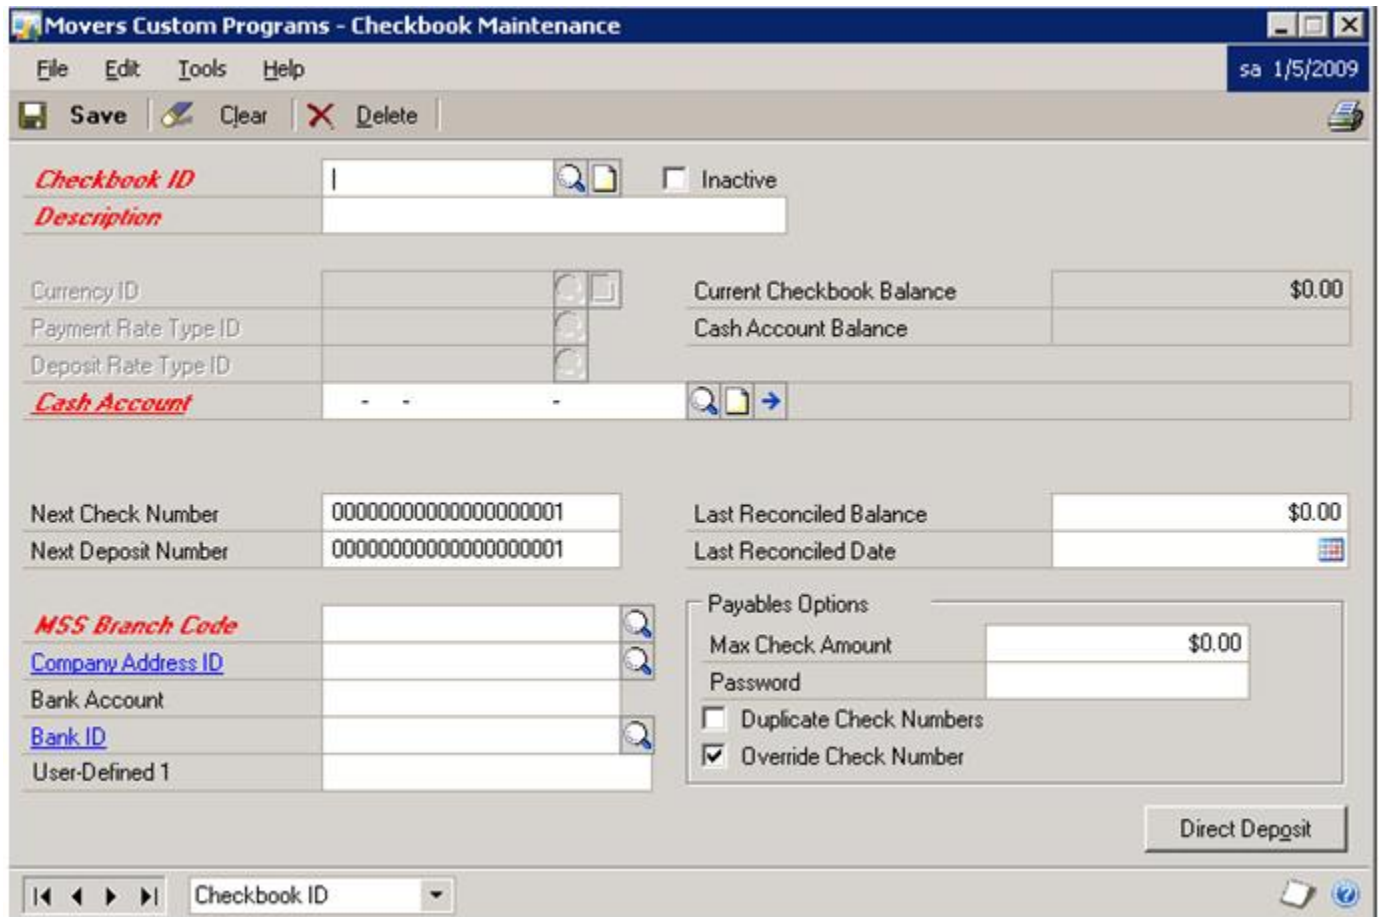 Movers Custom Programs - Checkbook Maintenance
File Edit Tools Help
sa 1/5/2009
Save Clear Delete
Checkbook ID
Inactive
Description
Currency ID
Current Checkbook Balance $0.00
Payment Rate Type ID
Cash Account Balance
Deposit Rate Type ID
Cash Account - - -
Next Check Number 00000000000000000001
Last Reconciled Balance $0.00
Next Deposit Number 00000000000000000001
Last Reconciled Date
MSS Branch Code
Company Address ID
Bank Account
Bank ID
User-Defined 1
Payables Options
Max Check Amount $0.00
Password
Duplicate Check Numbers
Override Check Number
Direct Deposit
Checkbook ID